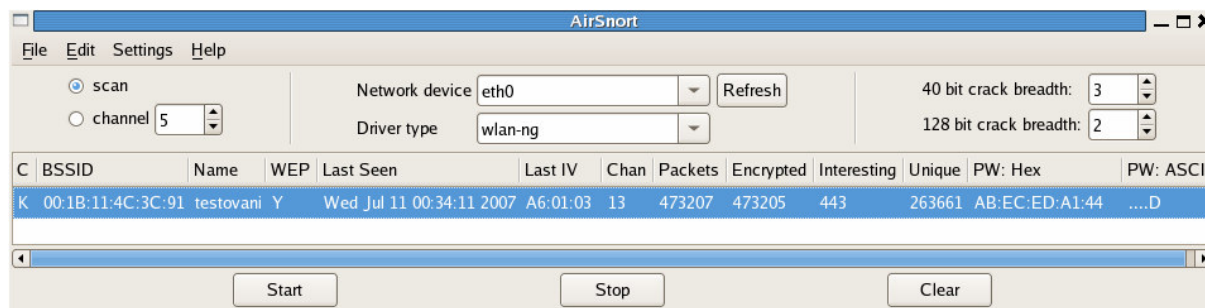 AirSnort
File Edit Settings Help
scan
channel 5
Network device eth0 Refresh
Driver type wlan-ng
40 bit crack breadth: 3
128 bit crack breadth: 2
C BSSID Name WEP Last Seen Last IV Chan Packets Encrypted Interesting Unique PW: Hex PW: ASCI
K 00:1B:11:4C:3C:91 testovani Y Wed Jul 11 00:34:11 2007 A6:01:03 13 473207 473205 443 263661 AB:EC:ED:A1:44 ....D
Start Stop Clear